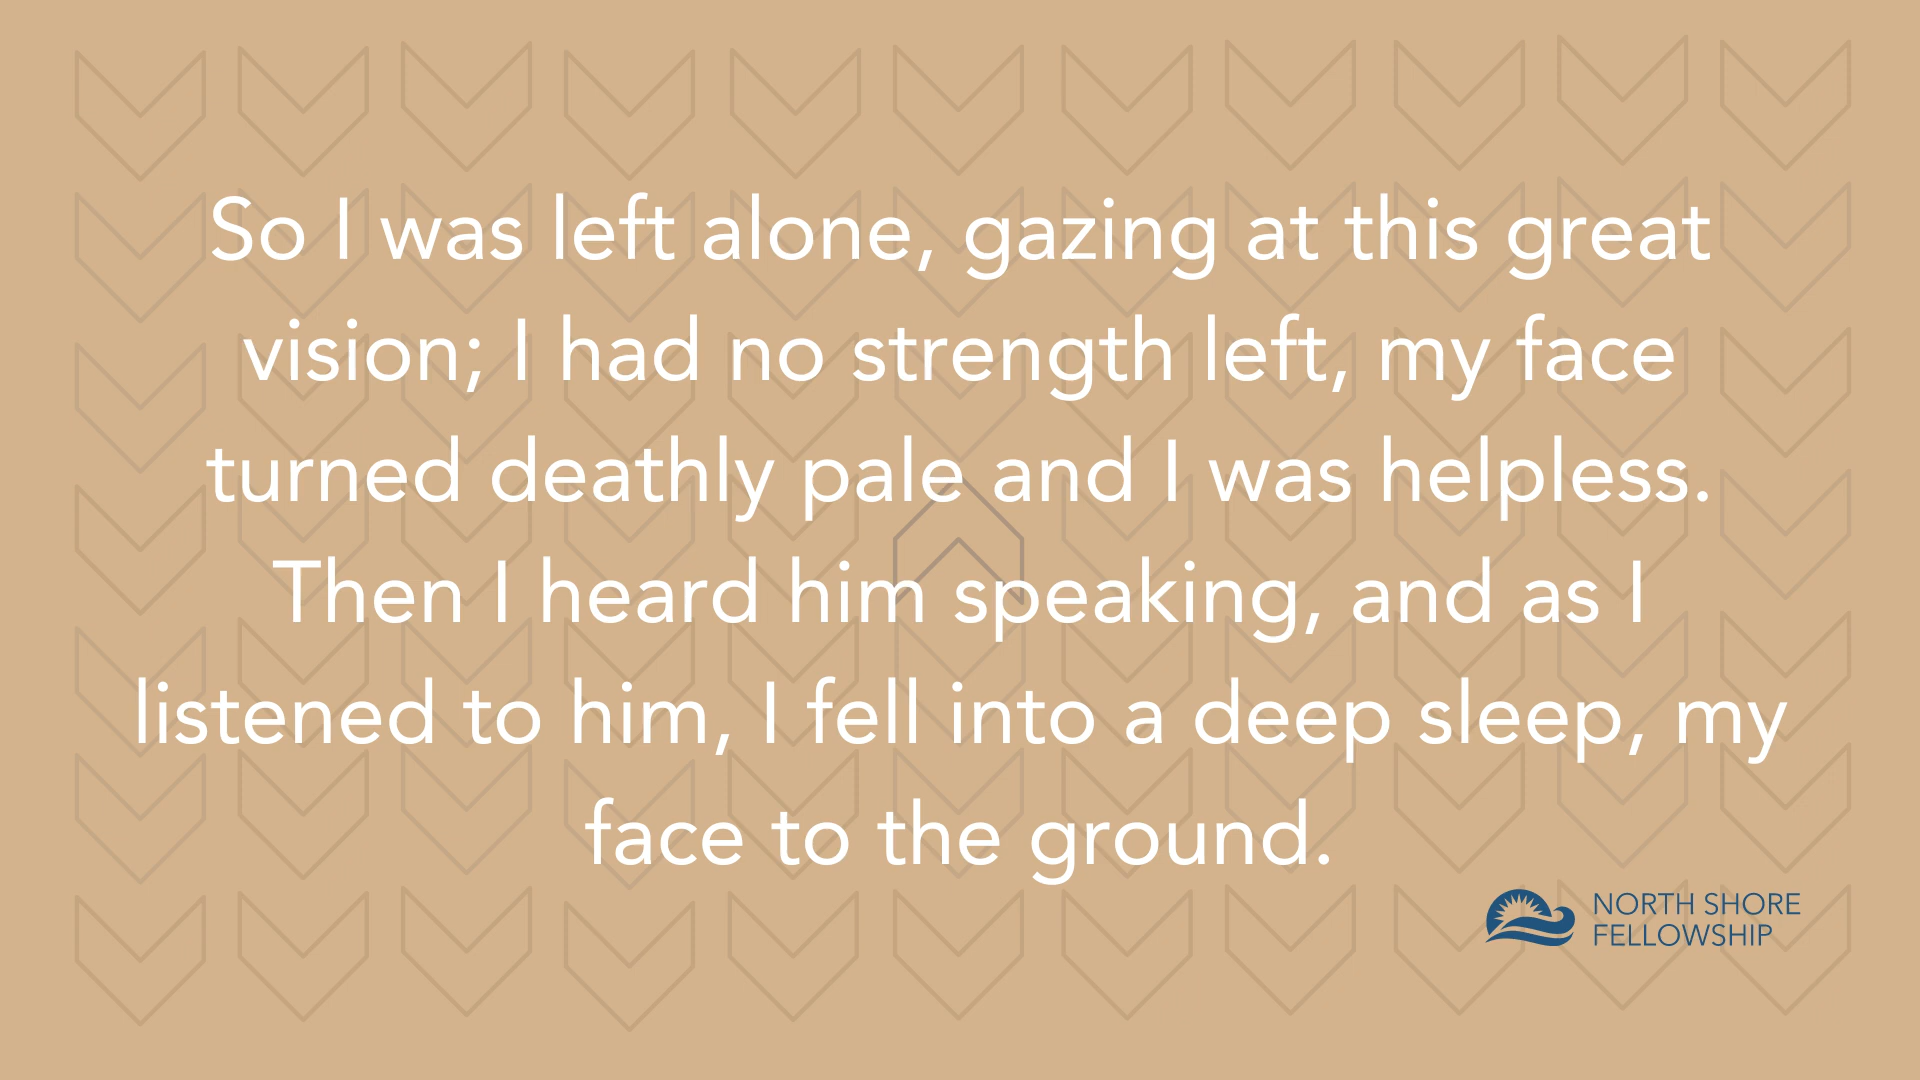 So I was left alone, gazing at this great
vision; I had no strength left, my face
turned deathly pale and I was helpless.
Then I heard him speaking, and as I
listened to him, I fell into a deep sleep, my
face to the ground.
NORTH SHORE
FELLOWSHIP